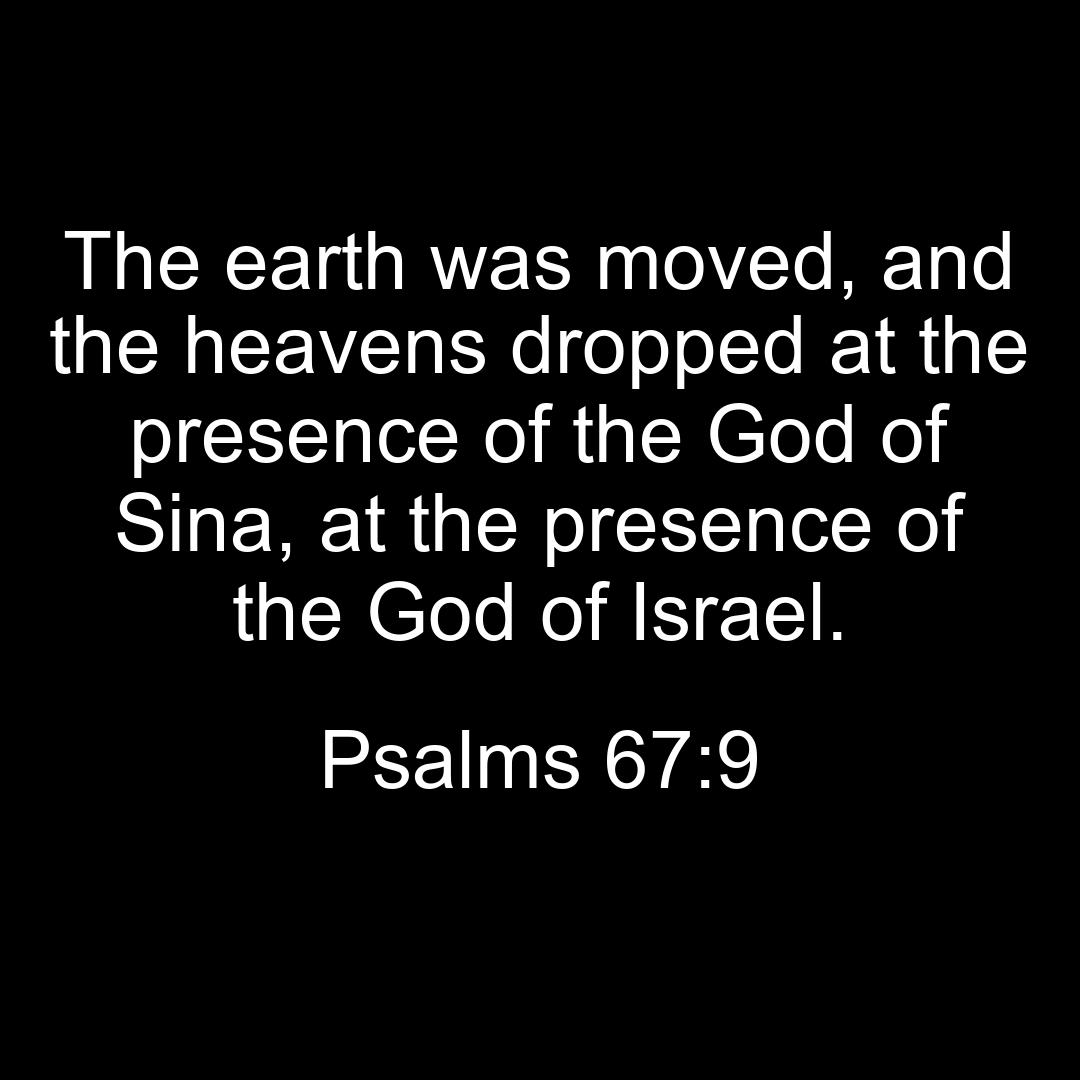 The earth was moved, and
the heavens dropped at the
presence of the God of
Sina, at the presence of
the God of Israel.
Psalms 67:9